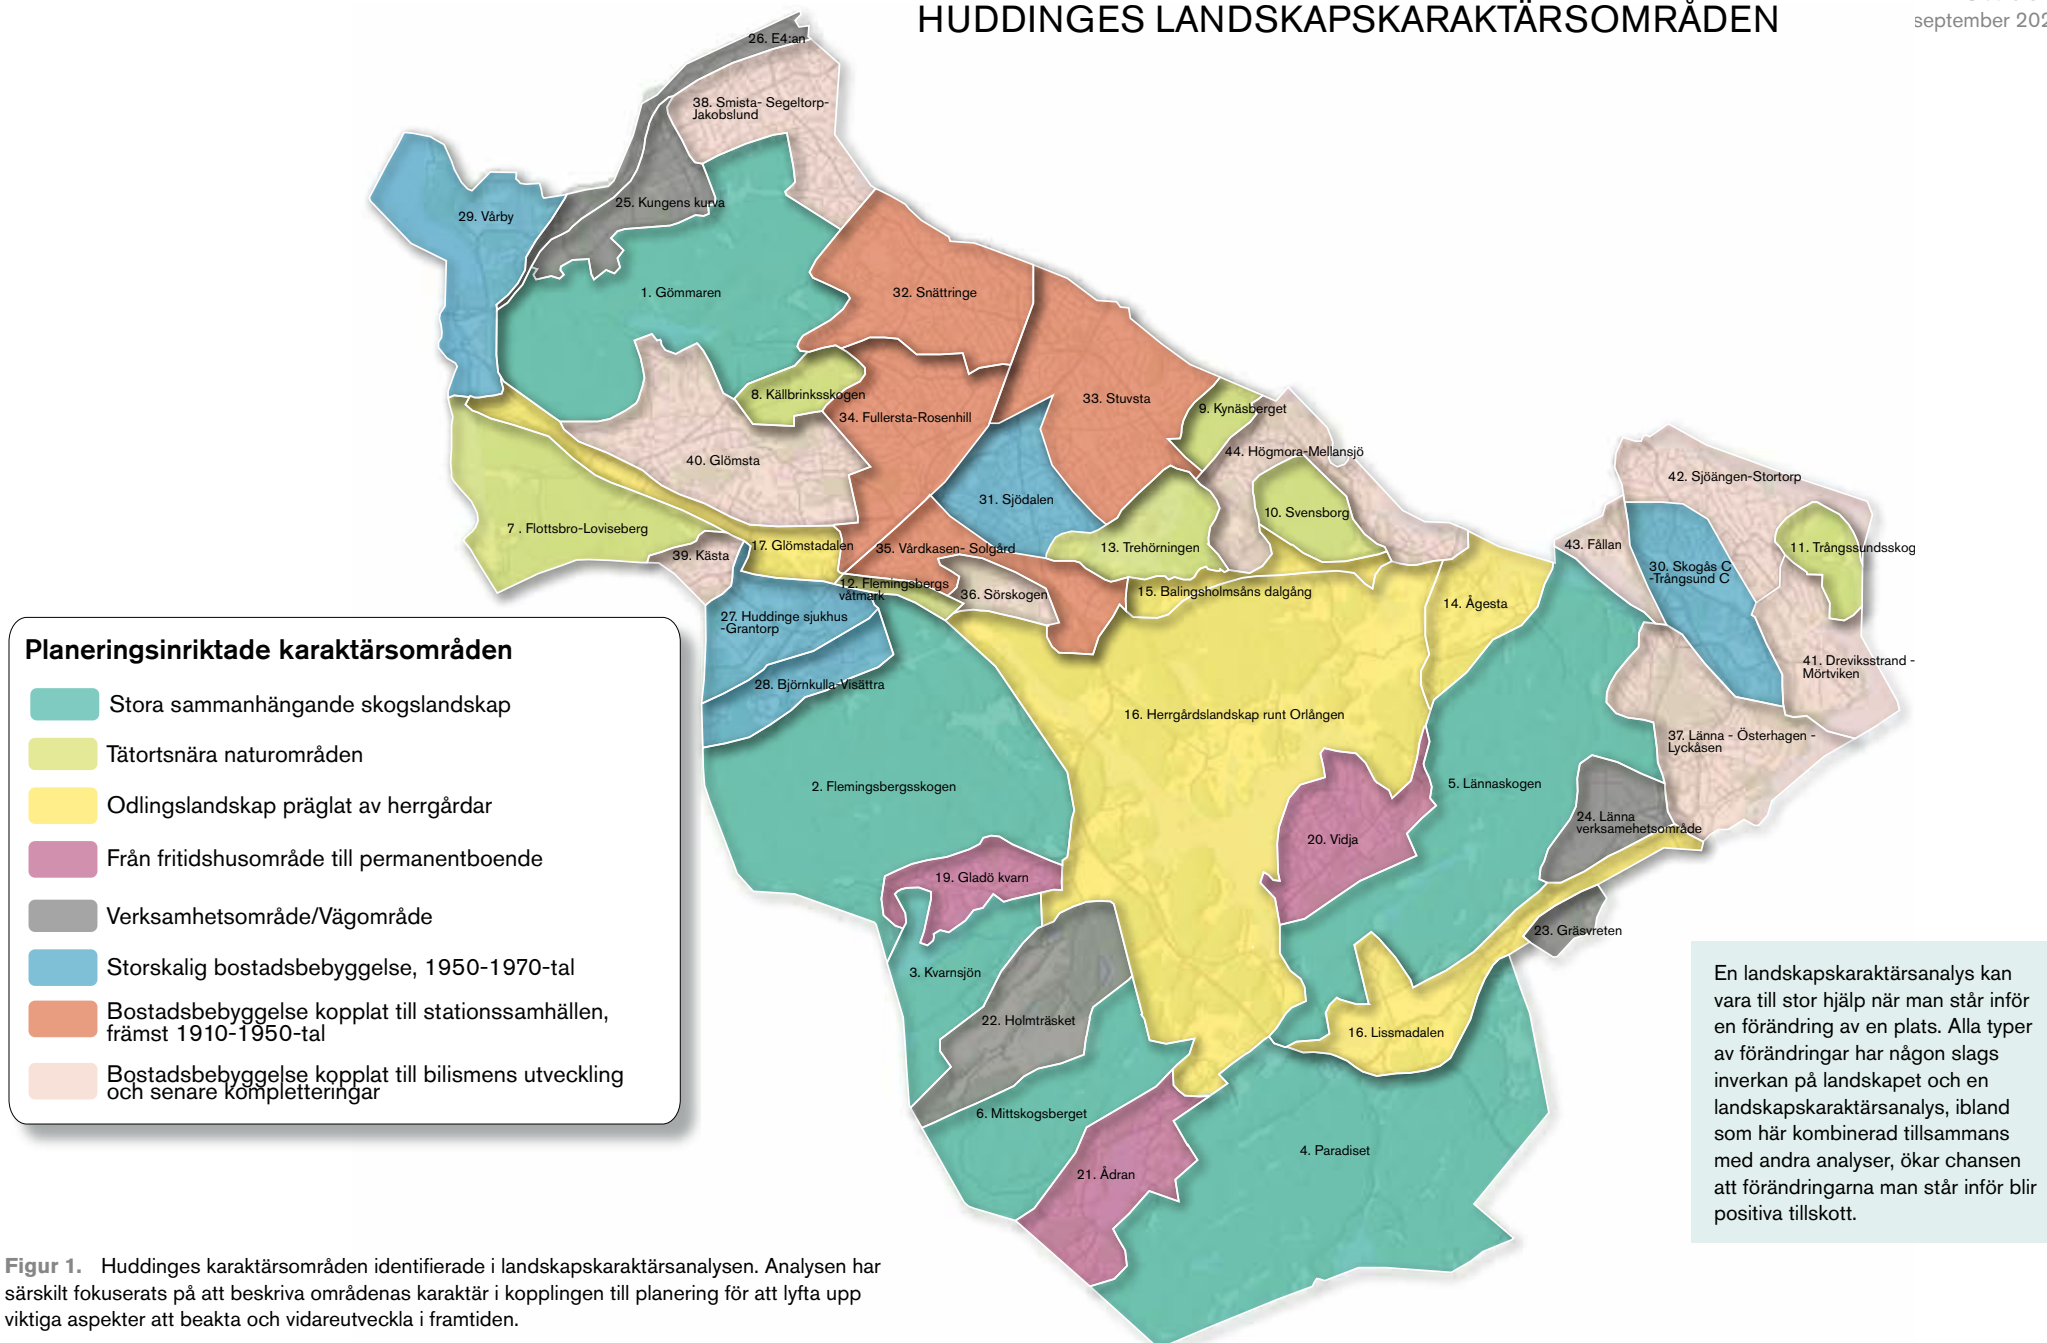 HUDDINGES LANDSKAPSKARAKTÄRSOMRÅDEN
september 202
26. E4:an
38. Smista- Segeltorp-
Jakobslund
29. Vårby
25. Kungens kurva
1. Gömmaren
32. Snättringe
8. Källbrinksskogen
33. Stuvsta
34. Fullersta-Rosenhill
9. Kynäsberget
44. Högmora-Mellansjö
40. Glömsta
42. Sjöängen-Stortorp
31. Sjödalen
10. Svensborg
7 . Flottsbro-Loviseberg
17. Glömstadalen
35. Vårdkasen- Solgård
13. Trehörningen
43. Fållan
11. Trångssundsskog
39. Kästa
30. Skogås C
-Trångsund C
12. Flemingsbergs
våtmark
36. Sörskogen
15. Balingsholmsåns dalgång
14. Ågesta
27. Huddinge sjukhus
-Grantorp
41. Dreviksstrand -
Mörtviken
28. Björnkulla-Visättra
16. Herrgårdslandskap runt Orlången
37. Länna - Österhagen -
Lyckåsen
2. Flemingsbergsskogen
5. Lännaskogen
24. Länna
verksamehetsområde
20. Vidja
19. Gladö kvarn
23. Gräsvreten
3. Kvarnsjön
22. Holmträsket
16. Lissmadalen
6. Mittskogsberget
4. Paradiset
21. Ådran
Planeringsinriktade karaktärsområden
Stora sammanhängande skogslandskap
Tätortsnära naturområden
Odlingslandskap präglat av herrgårdar
Från fritidshusområde till permanentboende
Verksamhetsområde/Vägområde
Storskalig bostadsbebyggelse, 1950-1970-tal
Bostadsbebyggelse kopplat till stationssamhällen,
främst 1910-1950-tal
Bostadsbebyggelse kopplat till bilismens utveckling
och senare kompletteringar
En landskapskaraktärsanalys kan
vara till stor hjälp när man står inför
en förändring av en plats. Alla typer
av förändringar har någon slags
inverkan på landskapet och en
landskapskaraktärsanalys, ibland
som här kombinerad tillsammans
med andra analyser, ökar chansen
att förändringarna man står inför blir
positiva tillskott.
Figur 1. Huddinges karaktärsområden identifierade i landskapskaraktärsanalysen. Analysen har
särskilt fokuserats på att beskriva områdenas karaktär i kopplingen till planering för att lyfta upp
viktiga aspekter att beakta och vidareutveckla i framtiden.